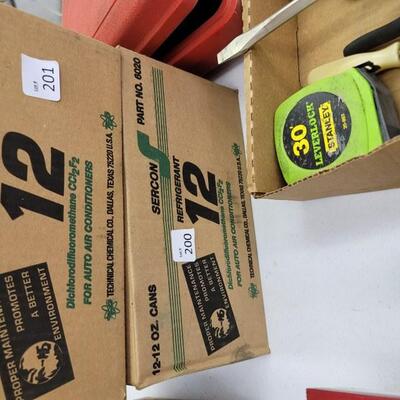 LOT #
201
12
Dichlorodifluoromethane CCl2F2
FOR AUTO AIR CONDITIONERS
TECHNICAL CHEMICAL CO., DALLAS, TEXAS 75220 U.S.A.
PROPER MAINTENANCE
PROMOTES
A BETTER
ENVIRONMENT
12-12 OZ. CANS
SERCON
PART NO. 6020
REFRIGERANT
12
LOT #
200
Dichlorodifluoromethane CCl2F2
FOR AUTO AIR CONDITIONERS
TECHNICAL CHEMICAL CO., DALLAS, TEXAS 75220 U.S.A.
PROPER MAINTENANCE
PROMOTES
A BETTER
ENVIRONMENT
30'
LEVERLOCK
STANLEY